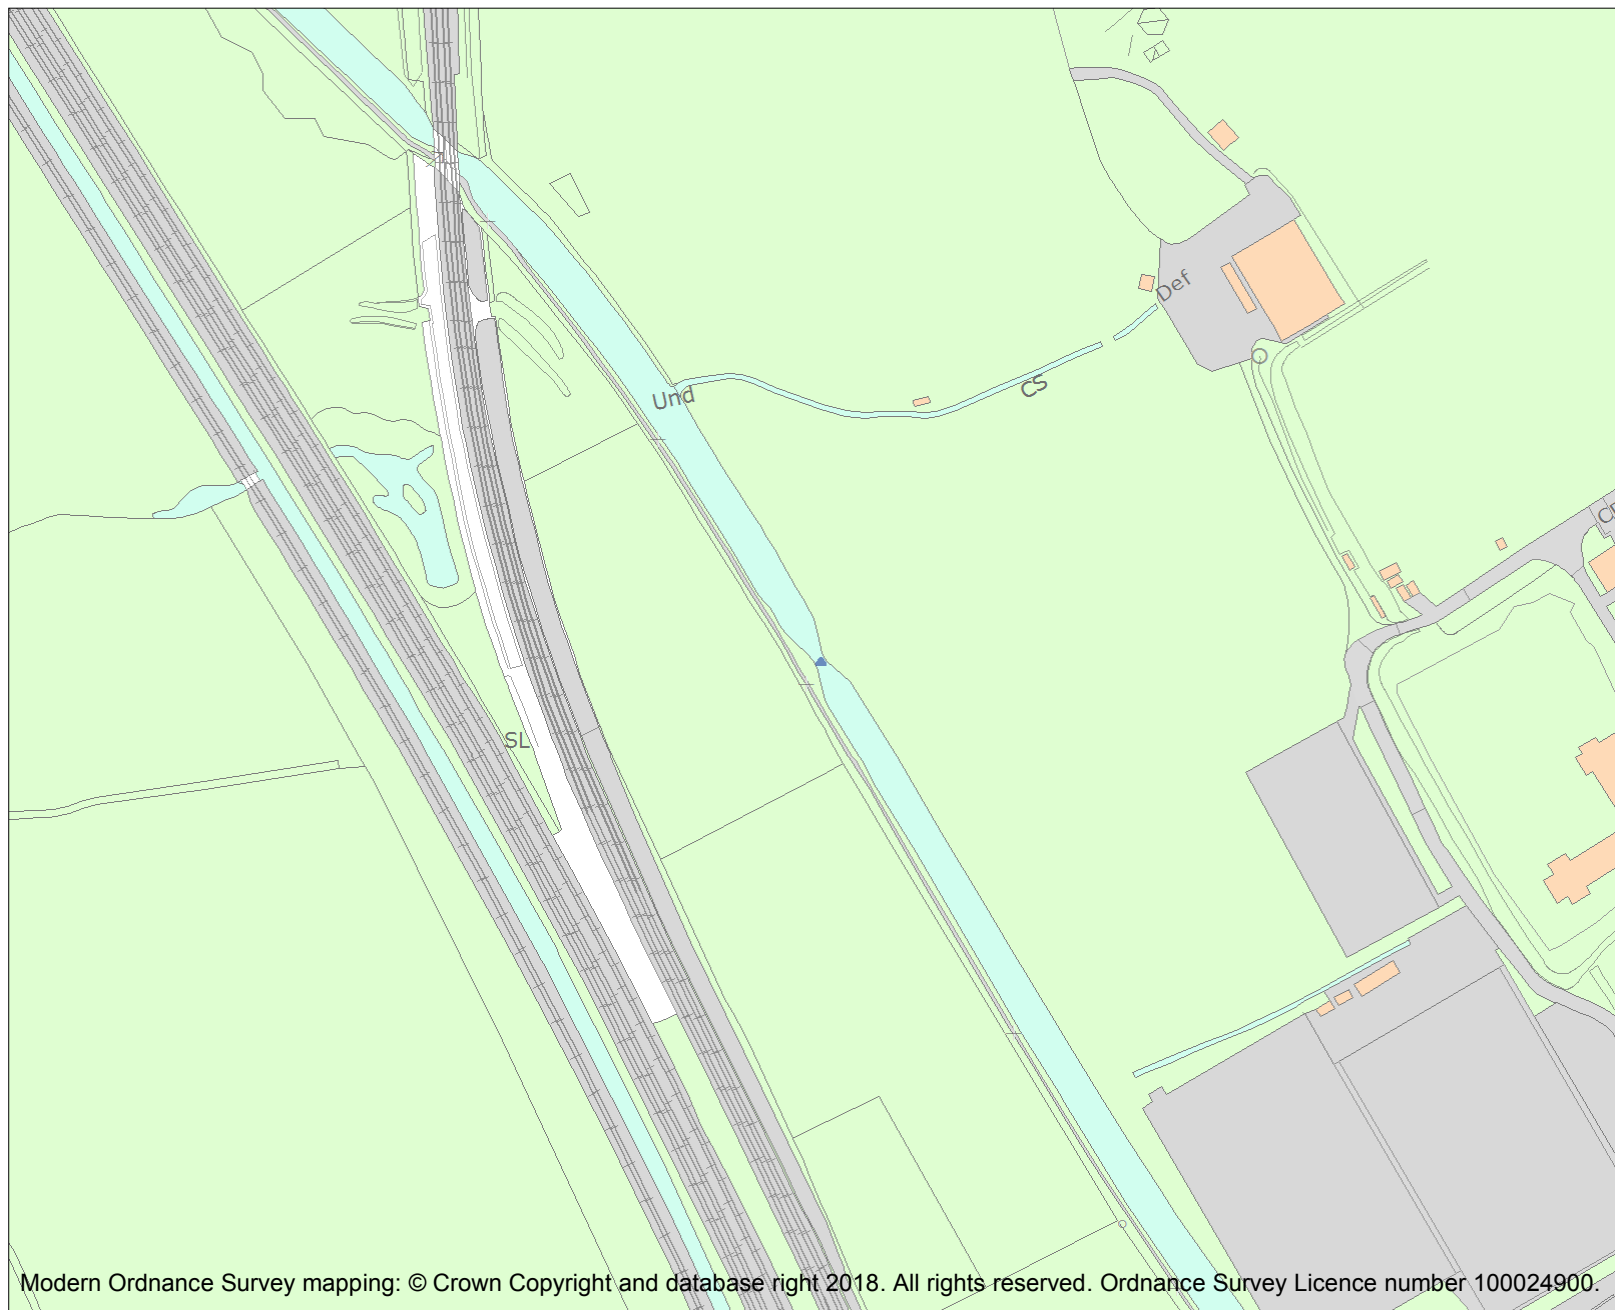 Def
CS
Und
SL
Modern Ordnance Survey mapping: © Crown Copyright and database right 2018. All rights reserved. Ordnance Survey Licence number 100024900.